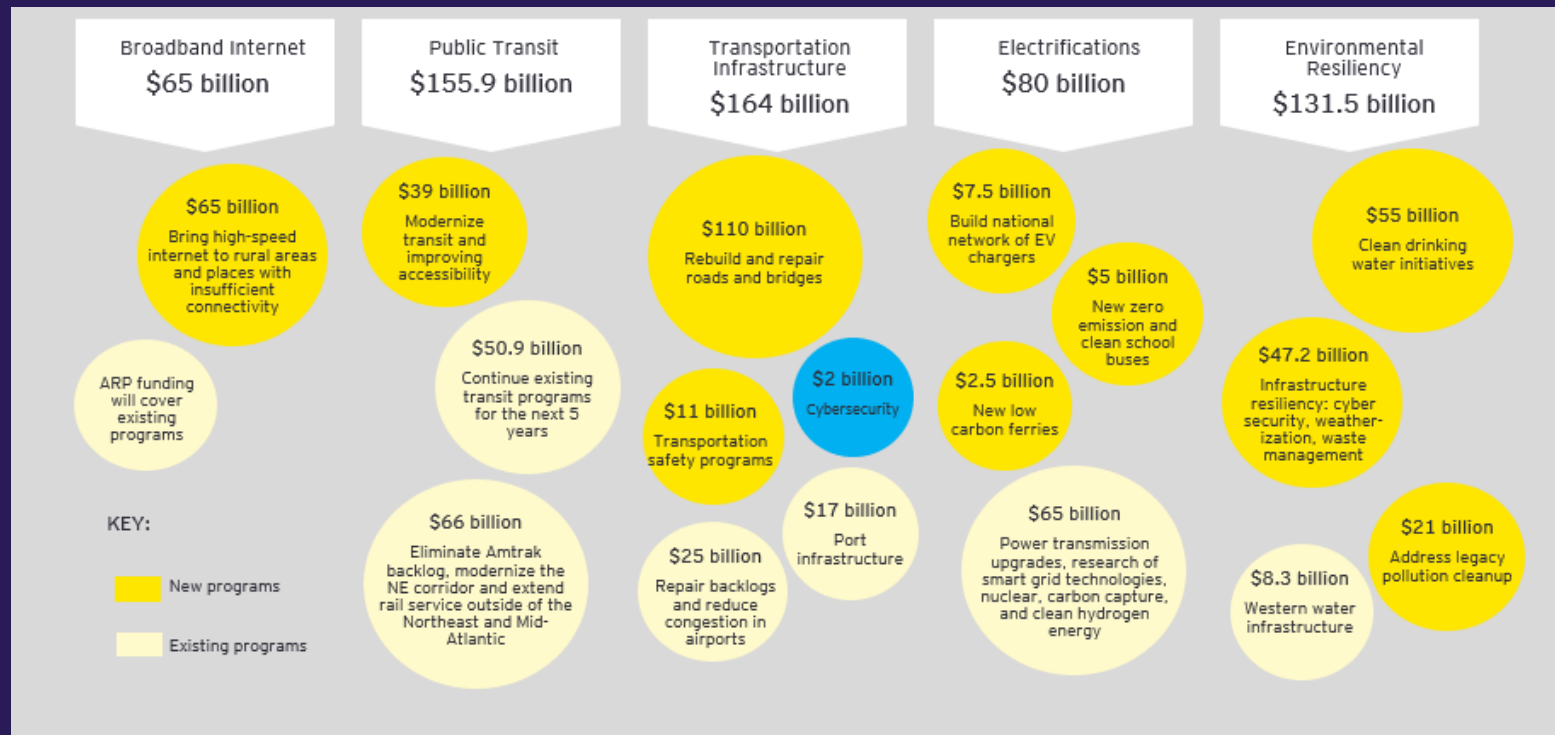 Broadband Internet
$65 billion
Public Transit
$155.9 billion
Transportation
Infrastructure
$164 billion
Electrifications
$80 billion
Environmental
Resiliency
$131.5 billion
$65 billion
Bring high-speed
internet to rural areas
and places with
insufficient
connectivity
ARP funding
will cover
existing
programs
$39 billion
Modernize
transit and
improving
accessibility
$50.9 billion
Continue existing
transit programs
for the next 5
years
$66 billion
Eliminate Amtrak
backlog, modernize the
NE corridor and extend
rail service outside of the
Northeast and Mid-
Atlantic
$110 billion
Rebuild and repair
roads and bridges
$2 billion
Cybersecurity
$11 billion
Transportation
safety programs
$17 billion
Port
infrastructure
$25 billion
Repair backlogs
and reduce
congestion in
airports
$7.5 billion
Build national
network of EV
chargers
$5 billion
New zero
emission and
clean school
buses
$2.5 billion
New low
carbon ferries
$65 billion
Power transmission
upgrades, research of
smart grid technologies,
nuclear, carbon capture,
and clean hydrogen
energy
$55 billion
Clean drinking
water initiatives
$47.2 billion
Infrastructure
resiliency: cyber
security, weather-
ization, waste
management
$21 billion
Address legacy
pollution cleanup
$8.3 billion
Western water
infrastructure
KEY:
New programs
Existing programs